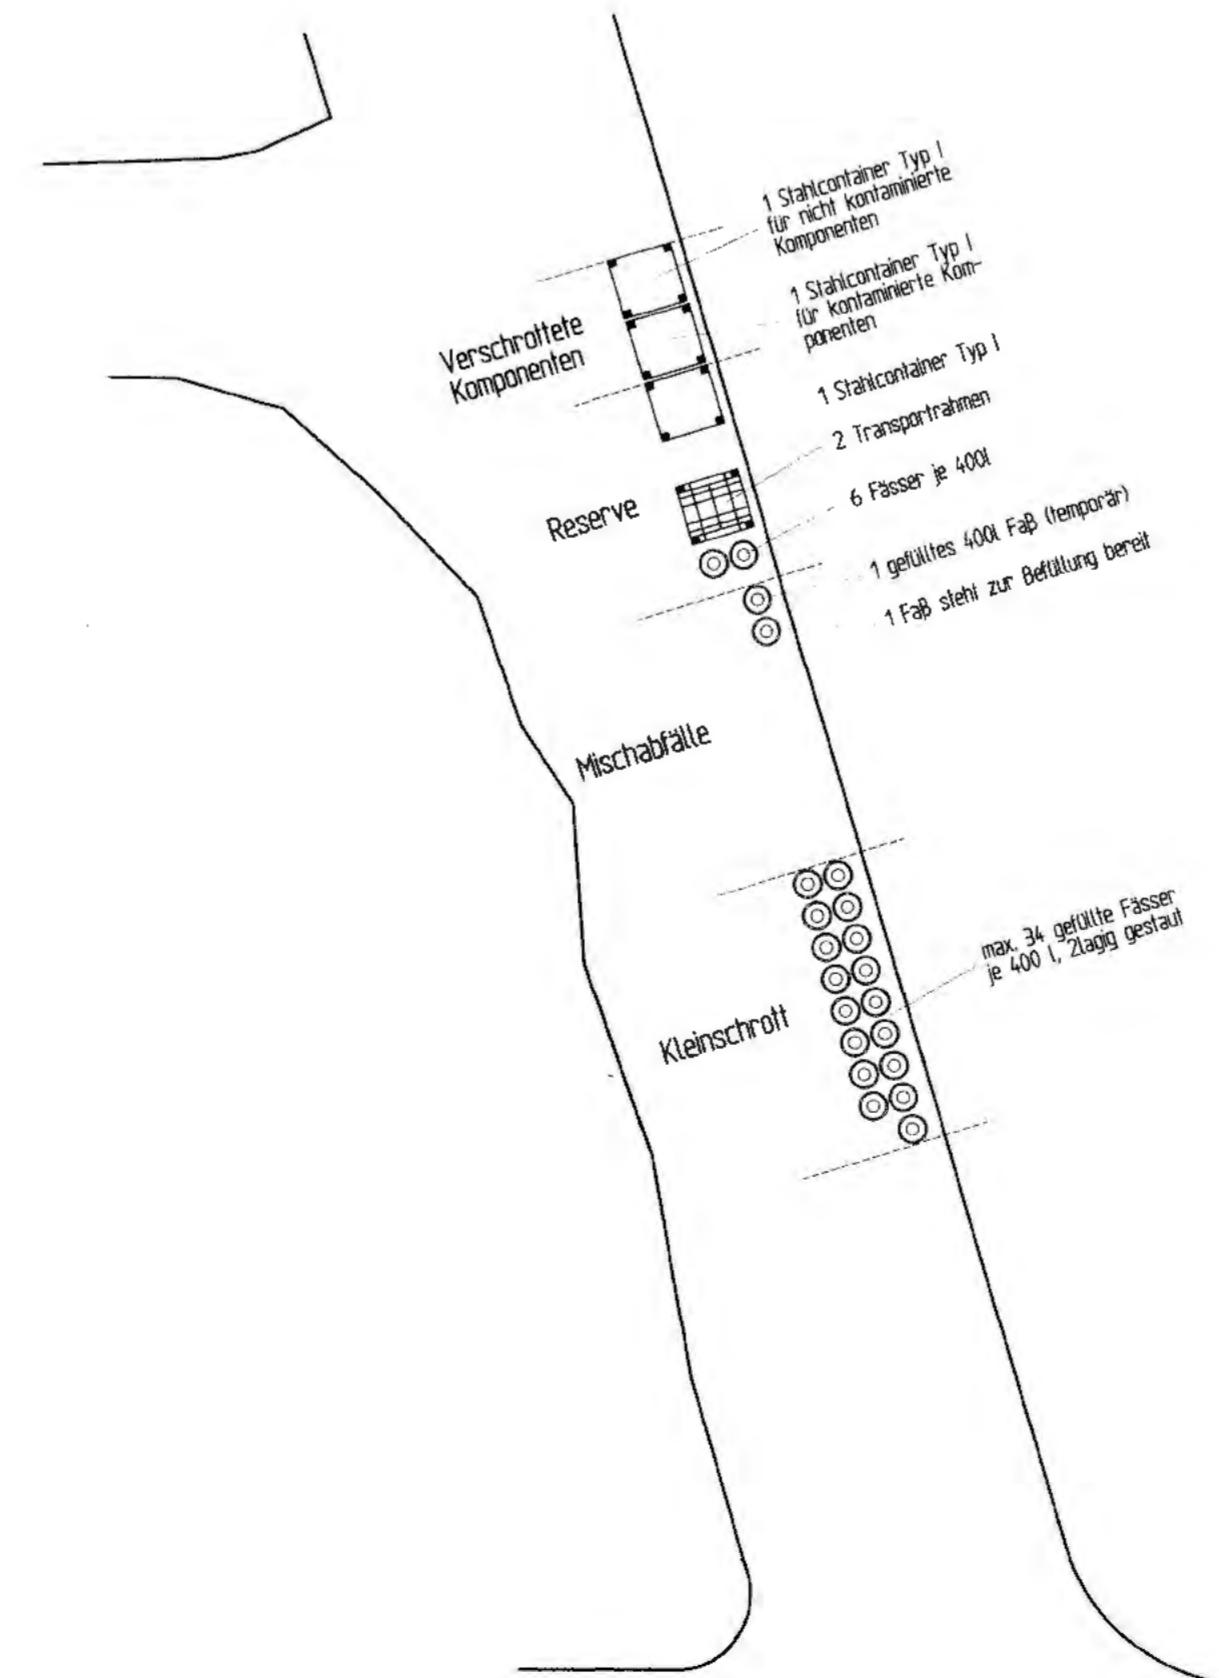 1 Stahlcontainer Typ I
für nicht kontaminierte
Komponenten
1 Stahlcontainer Typ I
für kontaminierte Kom-
ponenten
Verschrottete
Komponenten
1 Stahlcontainer Typ I
2 Transportrahmen
6 Fässer je 400l
Reserve
1 gefülltes 400l Faß (temporär)
1 Faß steht zur Befüllung bereit
Mischabfälle
max. 34 gefüllte Fässer
je 400 l, 2lagig gestaut
Kleinschrott